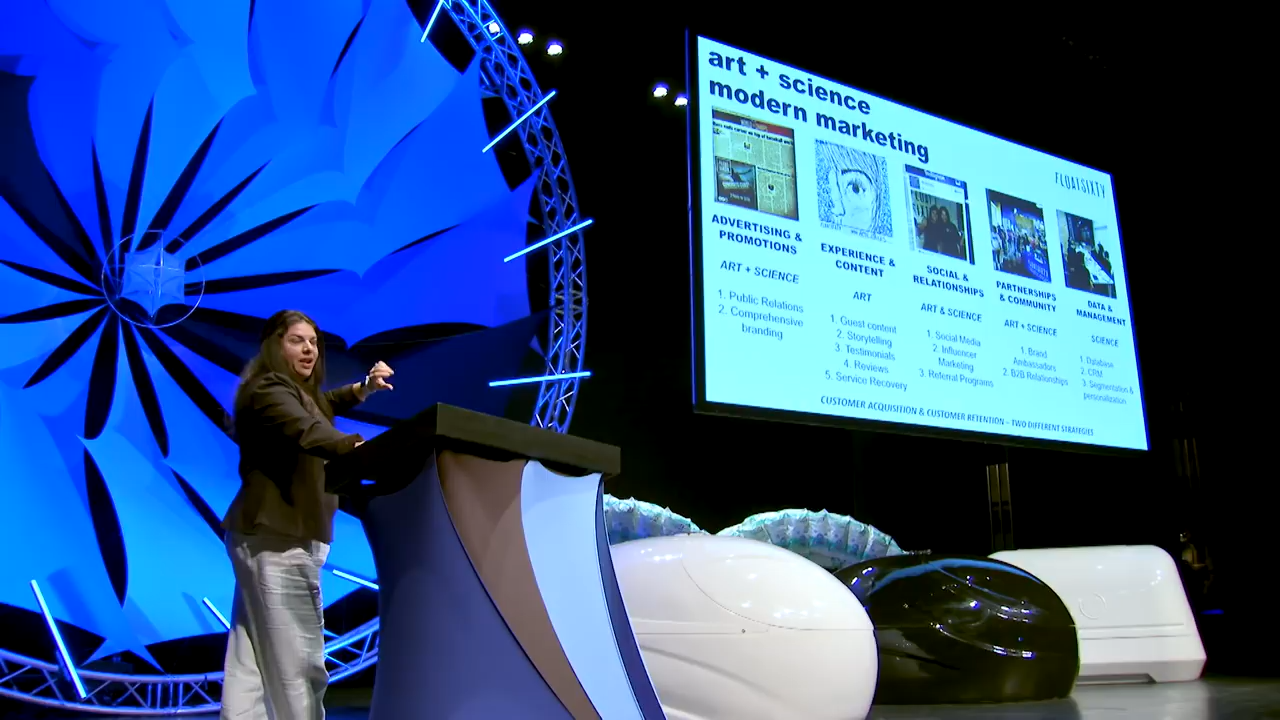 art + science
modern marketing
FLOATSIXTY
ADVERTISING &
PROMOTIONS
ART + SCIENCE
1. Public Relations
2. Comprehensive
branding
EXPERIENCE &
CONTENT
ART
1. Guest content
2. Storytelling
3. Testimonials
4. Reviews
5. Service Recovery
SOCIAL &
RELATIONSHIPS
ART & SCIENCE
1. Social Media
2. Influencer
Marketing
3. Referral Programs
PARTNERSHIPS
& COMMUNITY
ART + SCIENCE
1. Brand
Ambassadors
2. B2B Relationships
DATA &
MANAGEMENT
SCIENCE
1. Database
2. CRM
3. Segmentation &
personalization
CUSTOMER ACQUISITION & CUSTOMER RETENTION – TWO DIFFERENT STRATEGIES